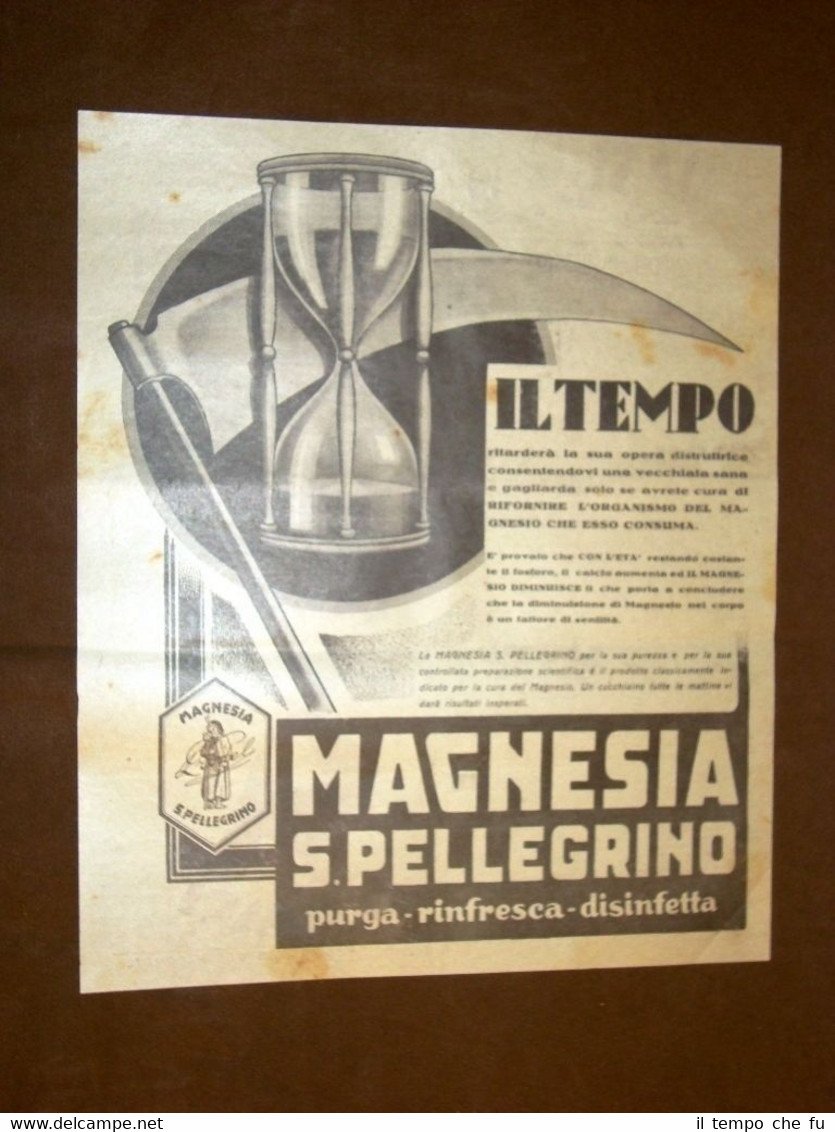 IL TEMPO
ritarderà la sua opera distruttrice
consentendovi una vecchiaia sana
e gagliarda solo se avrete cura di
RIFORNIRE L'ORGANISMO DEL MA-
GNESIO CHE ESSO CONSUMA.
E' provato che CON L'ETA' restando costan-
te il fosforo, il calcio aumenta ed IL MAGNE-
SIO DIMINUISCE il che porta a concludere
che la diminuzione di Magnesio nel corpo
è un fattore di senilità.
La MAGNESIA S. PELLEGRINO per la sua purezza e per la sua
controllata preparazione scientifica è il prodotto classicamente in-
dicato per la cura del Magnesio. Un cucchiaino tutte le mattine vi
darà risultati insperati.
MAGNESIA
S.PELLEGRINO
MAGNESIA
S.PELLEGRINO
purga-rinfresca-disinfetta
www.delcampe.net
il tempo che fu